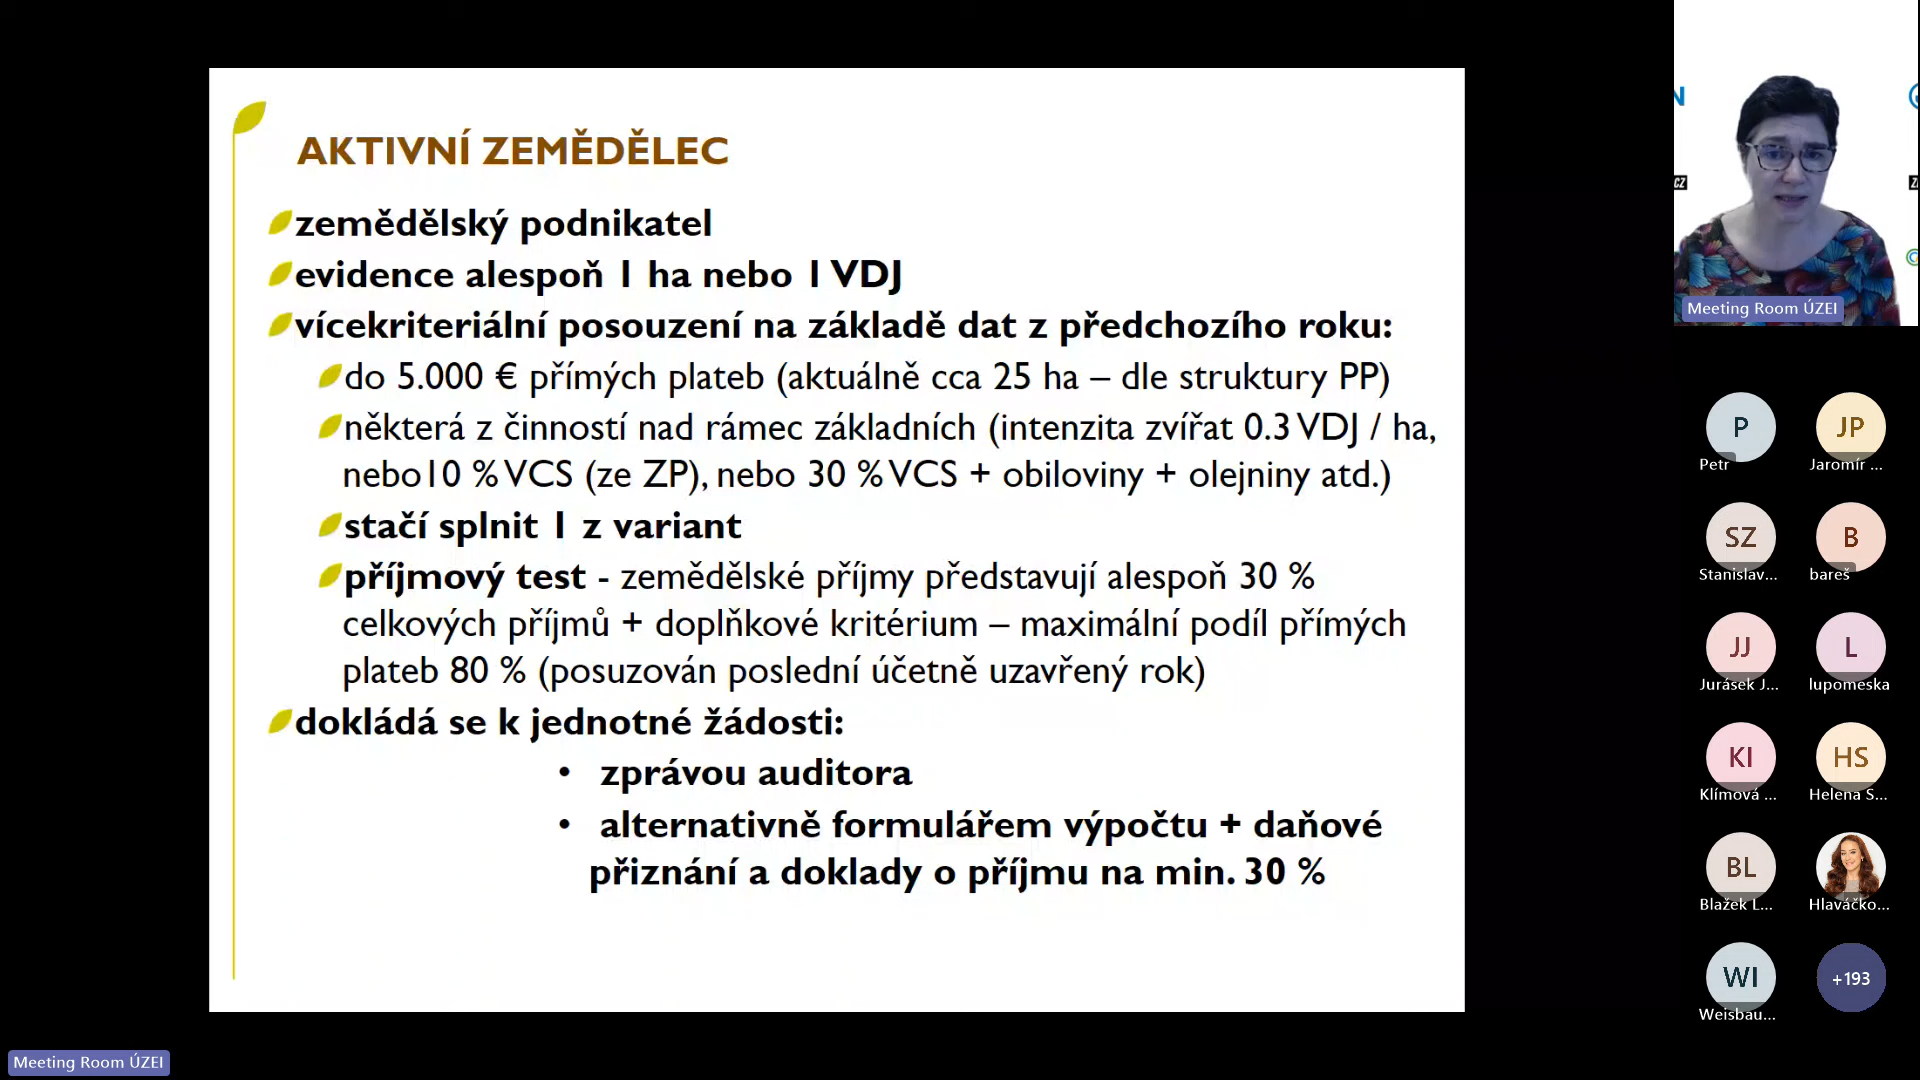 AKTIVNÍ ZEMĚDĚLEC
zemědělský podnikatel
evidence alespoň 1 ha nebo 1 VDJ
vícekriteriální posouzení na základě dat z předchozího roku:
do 5.000 € přímých plateb (aktuálně cca 25 ha – dle struktury PP)
některá z činností nad rámec základních (intenzita zvířat 0.3 VDJ / ha,
nebo10 % VCS (ze ZP), nebo 30 % VCS + obiloviny + olejniny atd.)
stačí splnit 1 z variant
příjmový test - zemědělské příjmy představují alespoň 30 %
celkových příjmů + doplňkové kritérium – maximální podíl přímých
plateb 80 % (posuzován poslední účetně uzavřený rok)
dokládá se k jednotné žádosti:
• zprávou auditora
• alternativně formulářem výpočtu + daňové
přiznání a doklady o příjmu na min. 30 %
N
CZ
Z
Meeting Room ÚZEI
P
JP
Petr
Jaromír ...
SZ
B
Stanislav...
bareš
JJ
L
Jurásek J...
lupomeska
KI
HS
Klímová ...
Helena S...
BL
Blažek L...
Hlaváčko...
WI
+193
Weisbau...
Meeting Room ÚZEI